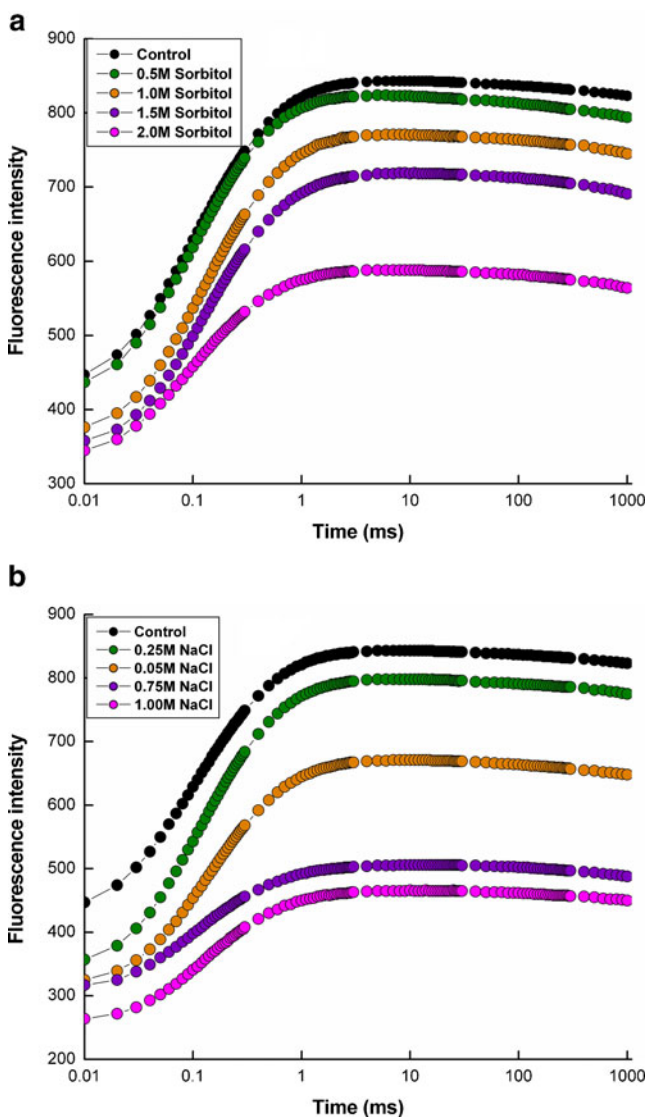 a
900
Control
0.5M Sorbitol
1.0M Sorbitol
1.5M Sorbitol
2.0M Sorbitol
800
700
600
500
400
300
Fluorescence intensity
0.01 0.1 1 10 100 1000
Time (ms)
b
900
Control
0.25M NaCl
0.05M NaCl
0.75M NaCl
1.00M NaCl
800
700
600
500
400
300
200
Fluorescence intensity
0.01 0.1 1 10 100 1000
Time (ms)